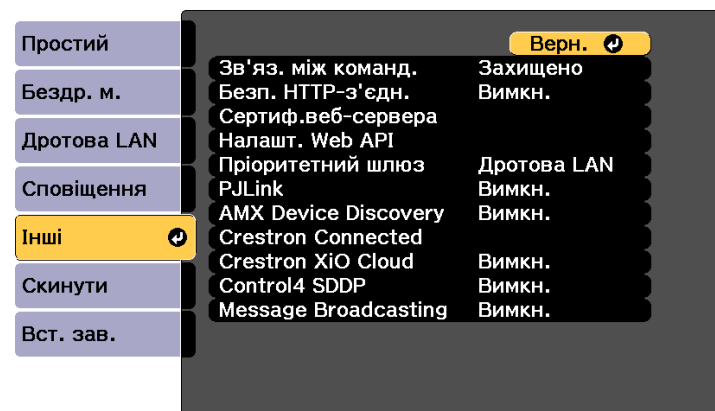 Простий
Бездр. м.
Дротова LAN
Сповіщення
Інші
Скинути
Вст. зав.
Верн.
Зв'яз. між команд. Захищено
Безп. HTTP-з'єдн. Вимкн.
Сертиф.веб-сервера
Налашт. Web API
Пріоритетний шлюз Дротова LAN
PJLink Вимкн.
AMX Device Discovery Вимкн.
Crestron Connected
Crestron XiO Cloud Вимкн.
Control4 SDDP Вимкн.
Message Broadcasting Вимкн.